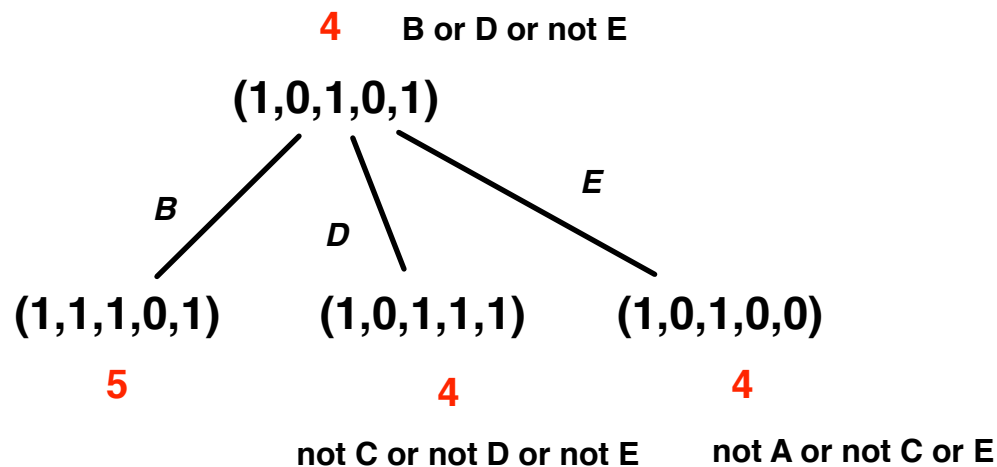 4 B or D or not E
(1,0,1,0,1)
B
D
E
(1,1,1,0,1) (1,0,1,1,1) (1,0,1,0,0)
5 4 4
not C or not D or not E not A or not C or E